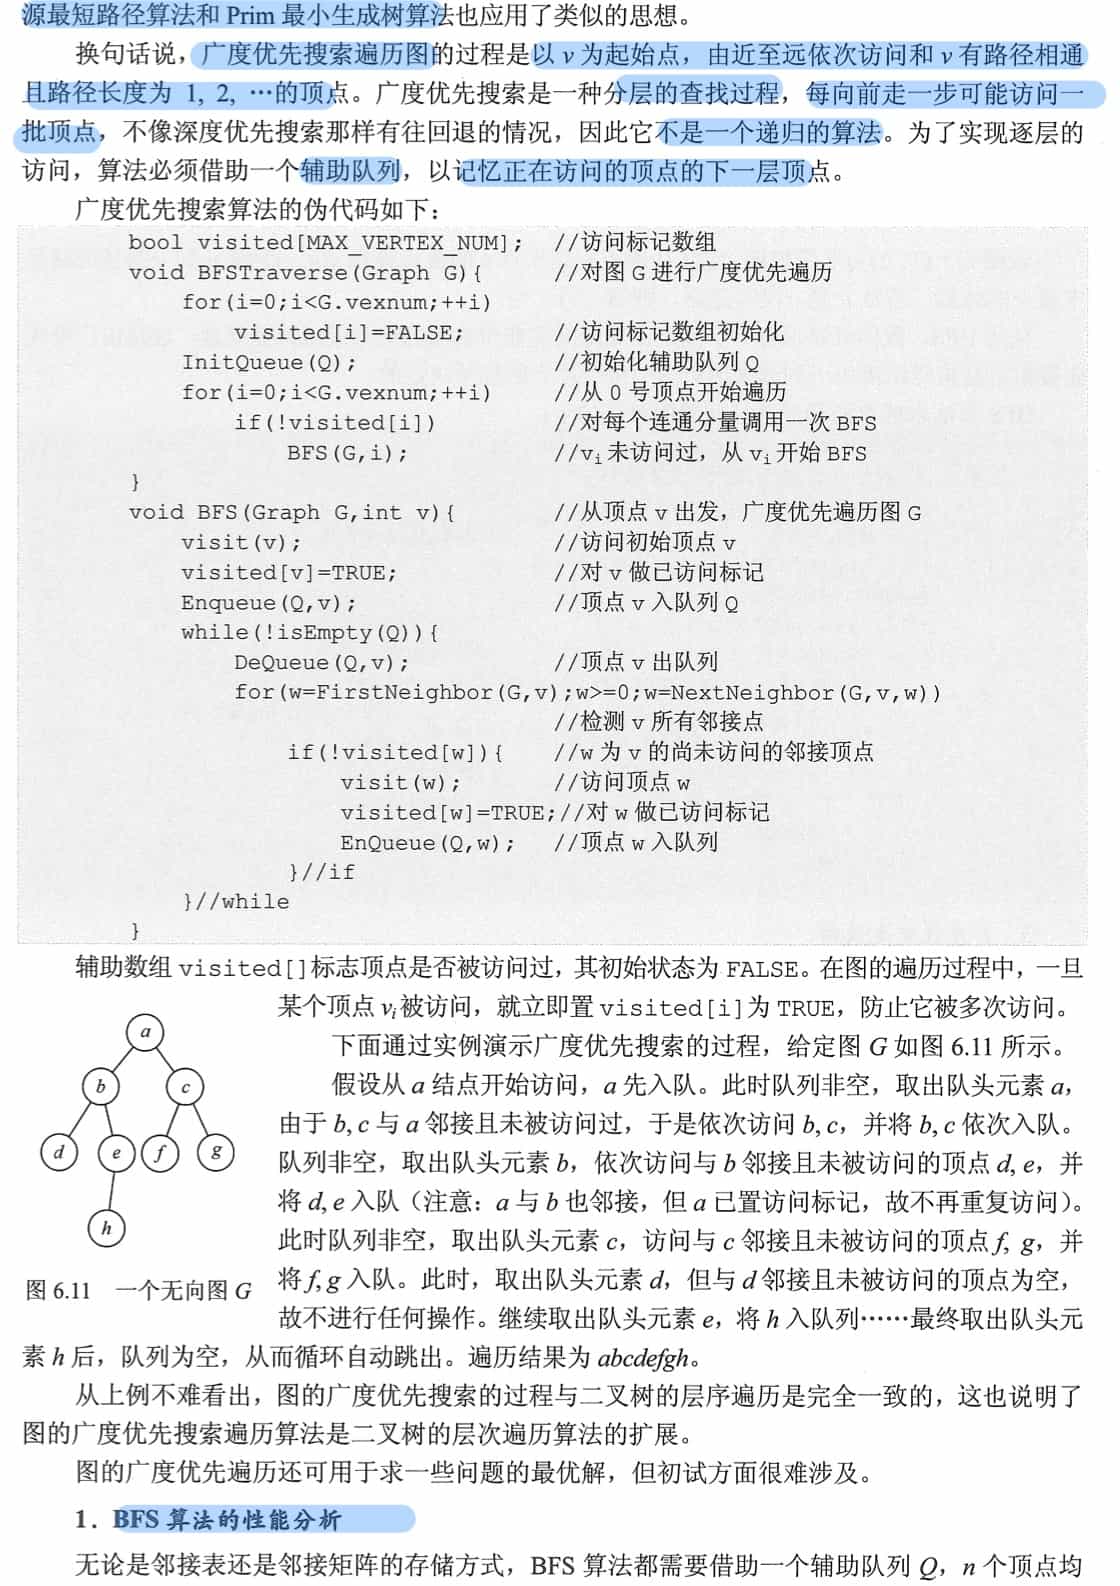 源最短路径算法和 Prim 最小生成树算法也应用了类似的思想。
换句话说，广度优先搜索遍历图的过程是以 v 为起始点，由近至远依次访问和 v 有路径相通
且路径长度为 1, 2, …的顶点。广度优先搜索是一种分层的查找过程，每向前走一步可能访问一
批顶点，不像深度优先搜索那样有往回退的情况，因此它不是一个递归的算法。为了实现逐层的
访问，算法必须借助一个辅助队列，以记忆正在访问的顶点的下一层顶点。
广度优先搜索算法的伪代码如下：
bool visited[MAX_VERTEX_NUM]; //访问标记数组
void BFSTraverse(Graph G){ //对图 G 进行广度优先遍历
for(i=0;i<G.vexnum;++i)
visited[i]=FALSE; //访问标记数组初始化
InitQueue(Q); //初始化辅助队列 Q
for(i=0;i<G.vexnum;++i) //从 0 号顶点开始遍历
if(!visited[i]) //对每个连通分量调用一次 BFS
BFS(G,i); //vi 未访问过，从 vi 开始 BFS
}
void BFS(Graph G,int v){ //从顶点 v 出发，广度优先遍历图 G
visit(v); //访问初始顶点 v
visited[v]=TRUE; //对 v 做已访问标记
Enqueue(Q,v); //顶点 v 入队列 Q
while(!isEmpty(Q)){
DeQueue(Q,v); //顶点 v 出队列
for(w=FirstNeighbor(G,v);w>=0;w=NextNeighbor(G,v,w))
//检测 v 所有邻接点
if(!visited[w]){ //w 为 v 的尚未访问的邻接顶点
visit(w); //访问顶点 w
visited[w]=TRUE;//对 w 做已访问标记
EnQueue(Q,w); //顶点 w 入队列
}//if
}//while
}
辅助数组 visited[]标志顶点是否被访问过，其初始状态为 FALSE。在图的遍历过程中，一旦
某个顶点 vi 被访问，就立即置 visited[i]为 TRUE，防止它被多次访问。
下面通过实例演示广度优先搜索的过程，给定图 G 如图 6.11 所示。
假设从 a 结点开始访问，a 先入队。此时队列非空，取出队头元素 a，
由于 b, c 与 a 邻接且未被访问过，于是依次访问 b, c，并将 b, c 依次入队。
队列非空，取出队头元素 b，依次访问与 b 邻接且未被访问的顶点 d, e，并
将 d, e 入队（注意：a 与 b 也邻接，但 a 已置访问标记，故不再重复访问）。
此时队列非空，取出队头元素 c，访问与 c 邻接且未被访问的顶点 f, g，并
将 f, g 入队。此时，取出队头元素 d，但与 d 邻接且未被访问的顶点为空，
故不进行任何操作。继续取出队头元素 e，将 h 入队列……最终取出队头元
a
b c
d e f g
h
图 6.11 一个无向图 G
素 h 后，队列为空，从而循环自动跳出。遍历结果为 abcdefgh。
从上例不难看出，图的广度优先搜索的过程与二叉树的层序遍历是完全一致的，这也说明了
图的广度优先搜索遍历算法是二叉树的层次遍历算法的扩展。
图的广度优先遍历还可用于求一些问题的最优解，但初试方面很难涉及。
1．BFS 算法的性能分析
无论是邻接表还是邻接矩阵的存储方式，BFS 算法都需要借助一个辅助队列 Q，n 个顶点均